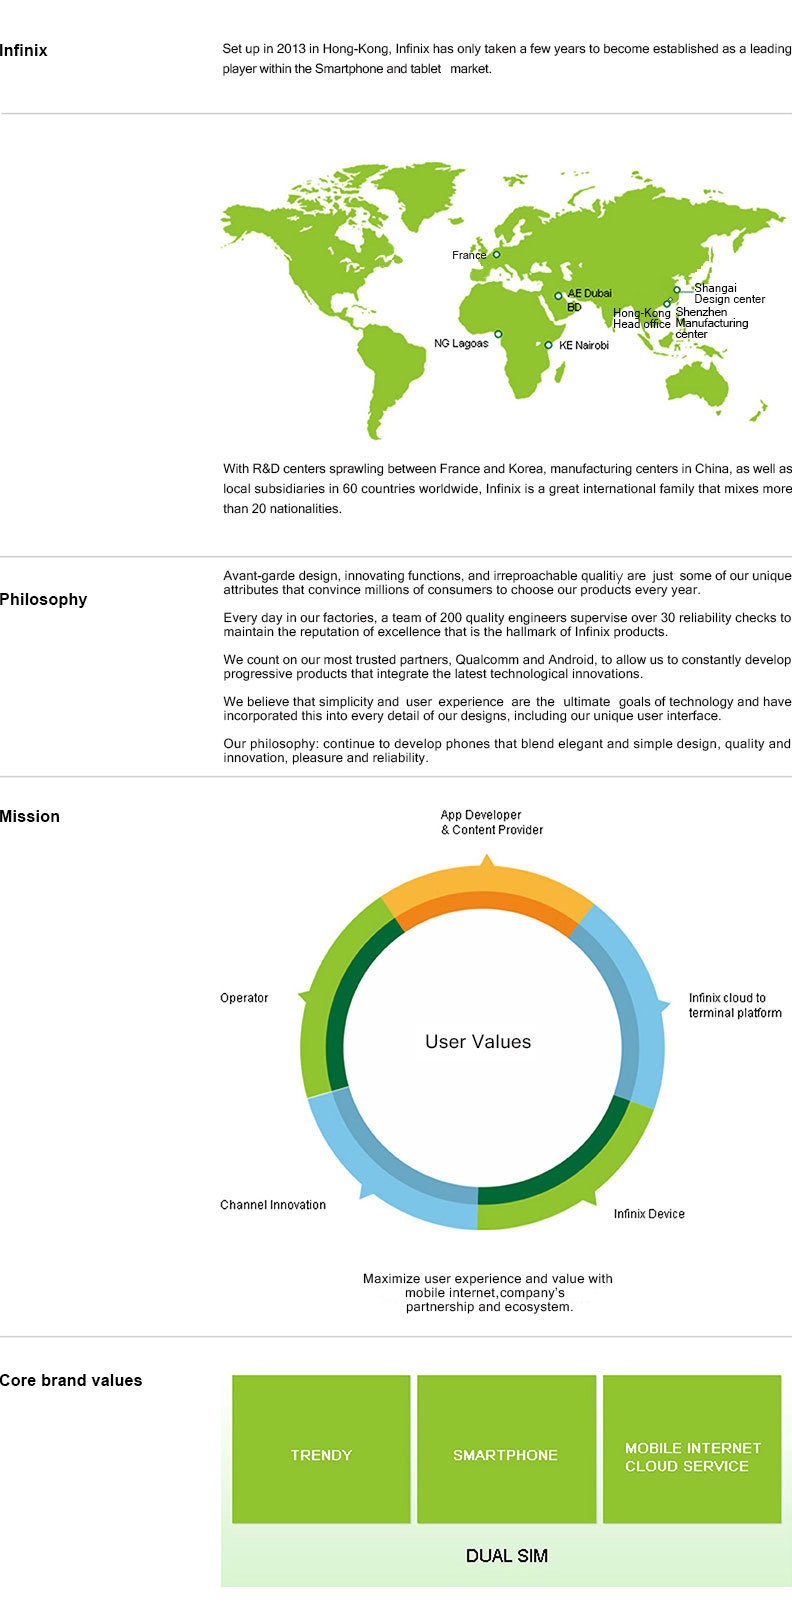 Infinix
Set up in 2013 in Hong-Kong, Infinix has only taken a few years to become established as a leading
player within the Smartphone and tablet market.
France
AE Dubai
BD
Shangai
Design center
Hong-Kong
Head office
Shenzhen
Manufacturing
center
NG Lagoas
KE Nairobi
With R&D centers sprawling between France and Korea, manufacturing centers in China, as well as
local subsidiaries in 60 countries worldwide, Infinix is a great international family that mixes more
than 20 nationalities.
Philosophy
Avant-garde design, innovating functions, and irreproachable qualitiy are just some of our unique
attributes that convince millions of consumers to choose our products every year.
Every day in our factories, a team of 200 quality engineers supervise over 30 reliability checks to
maintain the reputation of excellence that is the hallmark of Infinix products.
We count on our most trusted partners, Qualcomm and Android, to allow us to constantly develop
progressive products that integrate the latest technological innovations.
We believe that simplicity and user experience are the ultimate goals of technology and have
incorporated this into every detail of our designs, including our unique user interface.
Our philosophy: continue to develop phones that blend elegant and simple design, quality and
innovation, pleasure and reliability.
Mission
App Developer
& Content Provider
Operator
Infinix cloud to
terminal platform
User Values
Channel Innovation
Infinix Device
Maximize user experience and value with
mobile internet,company's
partnership and ecosystem.
Core brand values
TRENDY
SMARTPHONE
MOBILE INTERNET
CLOUD SERVICE
DUAL SIM